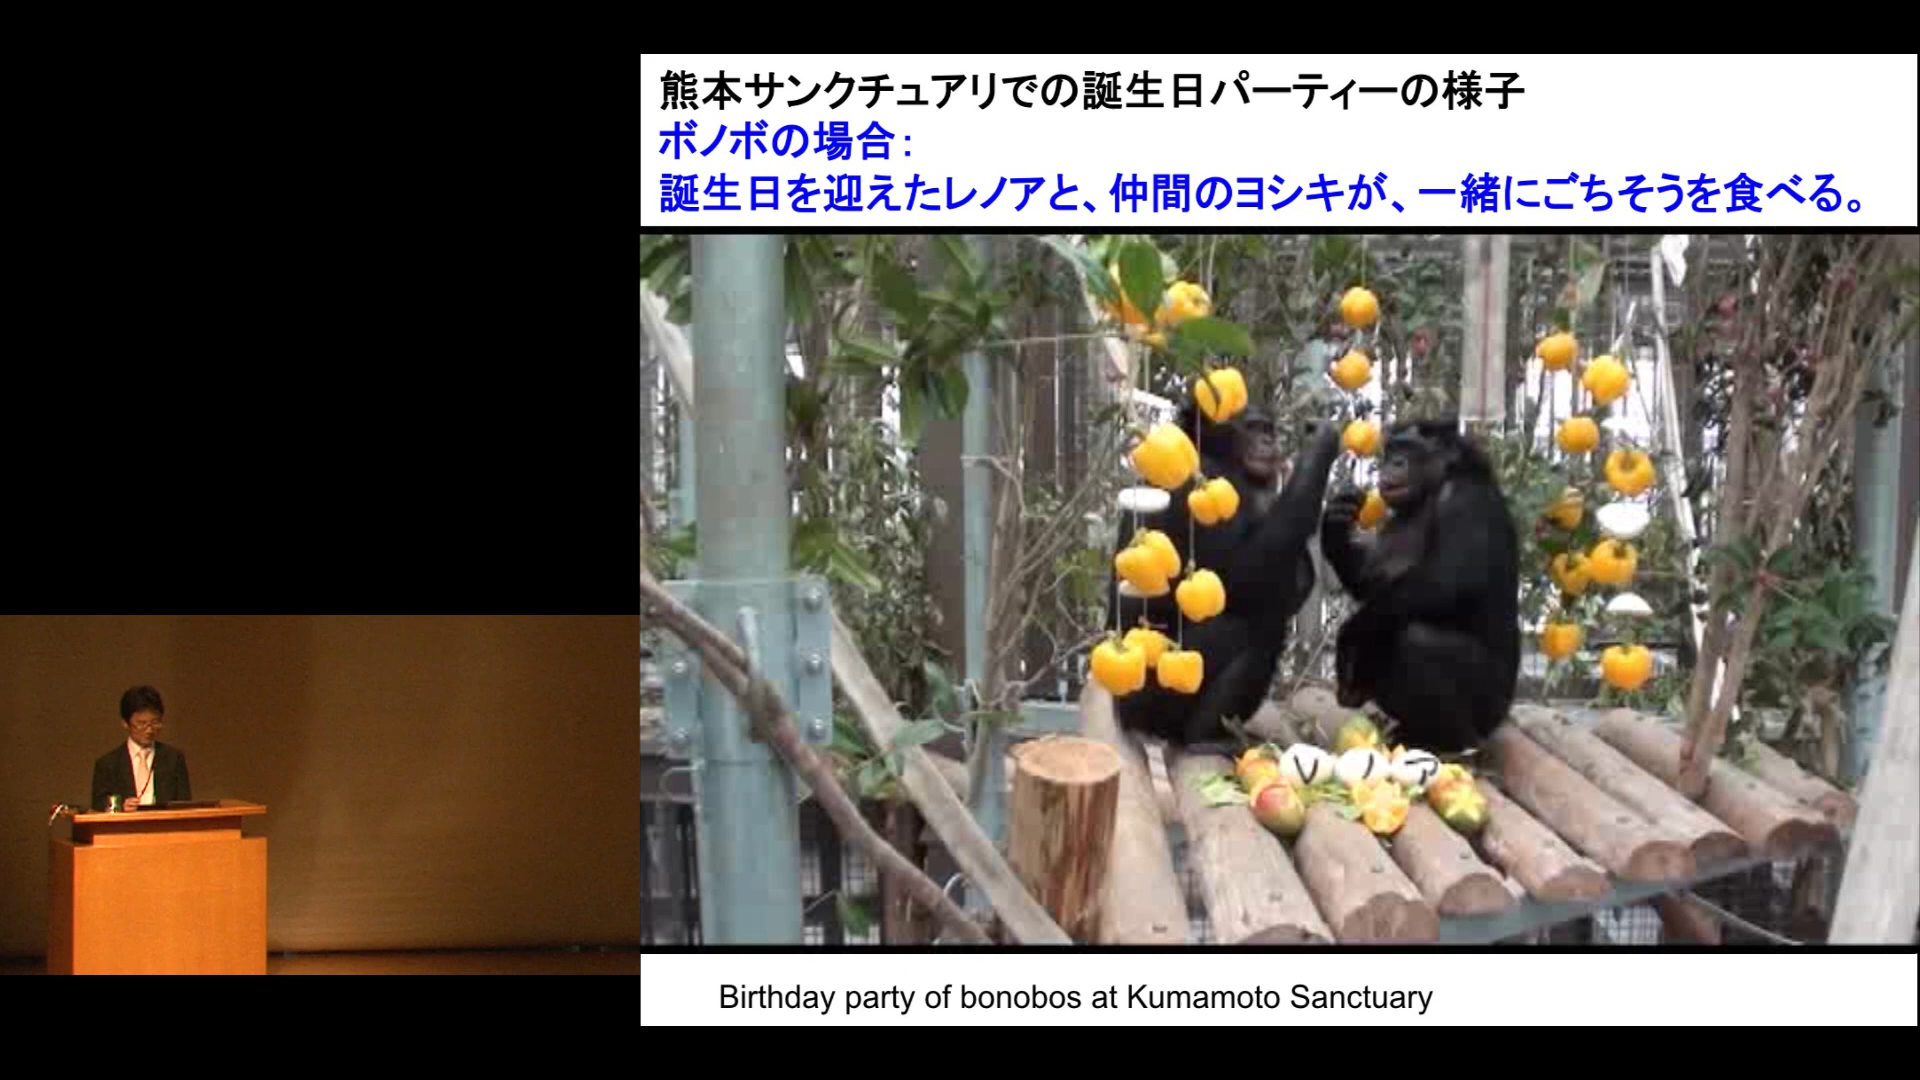 熊本サンクチュアリでの誕生日パーティーの様子
ボノボの場合：
誕生日を迎えたレノアと、仲間のヨシキが、一緒にごちそうを食べる。
レノア
Birthday party of bonobos at Kumamoto Sanctuary